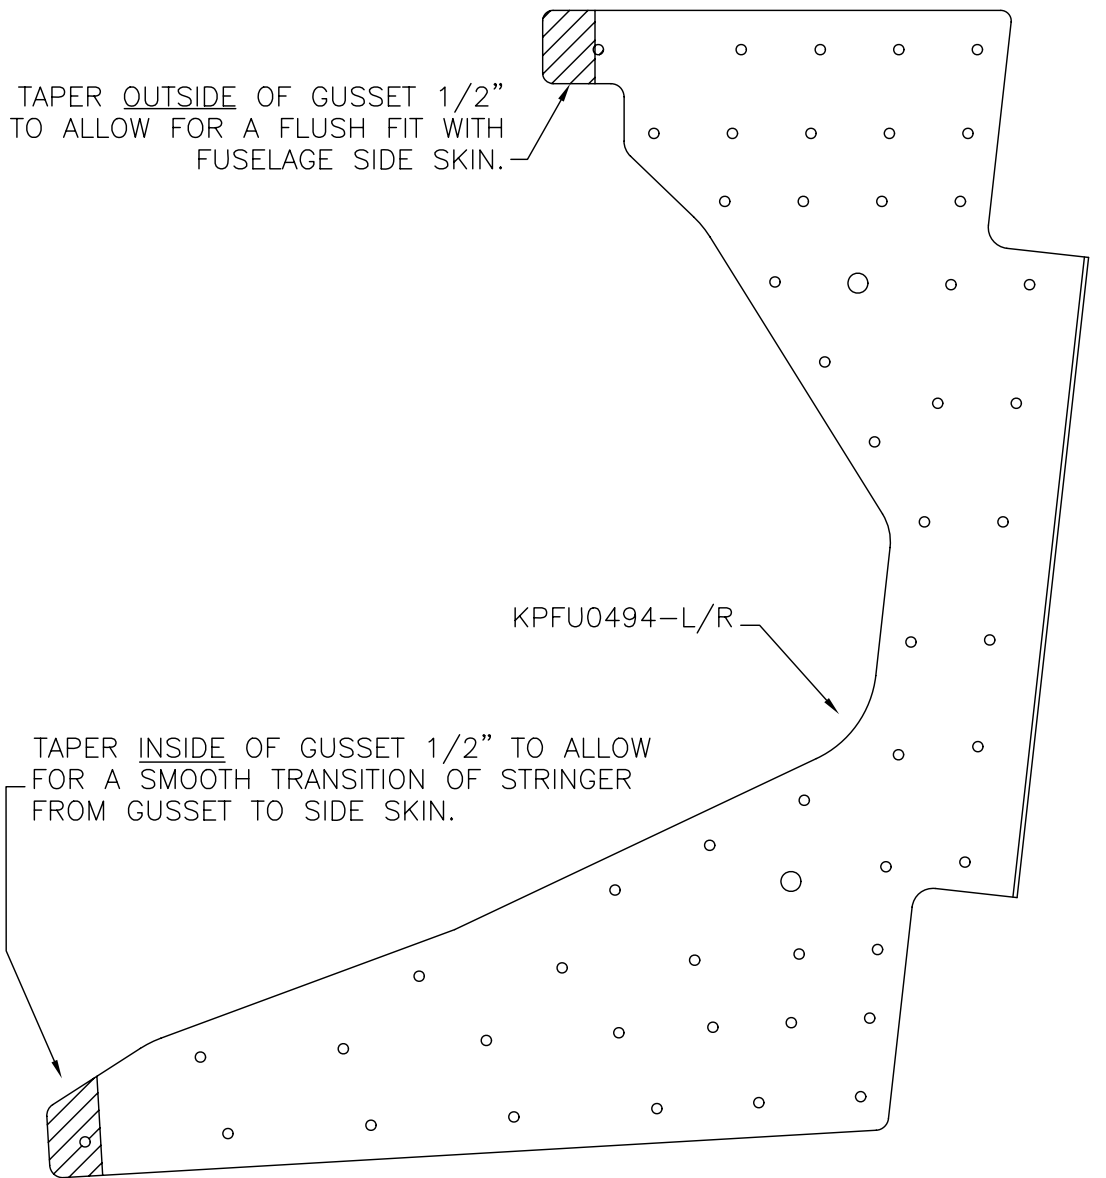 TAPER OUTSIDE OF GUSSET 1/2”
TO ALLOW FOR A FLUSH FIT WITH
FUSELAGE SIDE SKIN.
KPFU0494-L/R
TAPER INSIDE OF GUSSET 1/2” TO ALLOW
FOR A SMOOTH TRANSITION OF STRINGER
FROM GUSSET TO SIDE SKIN.